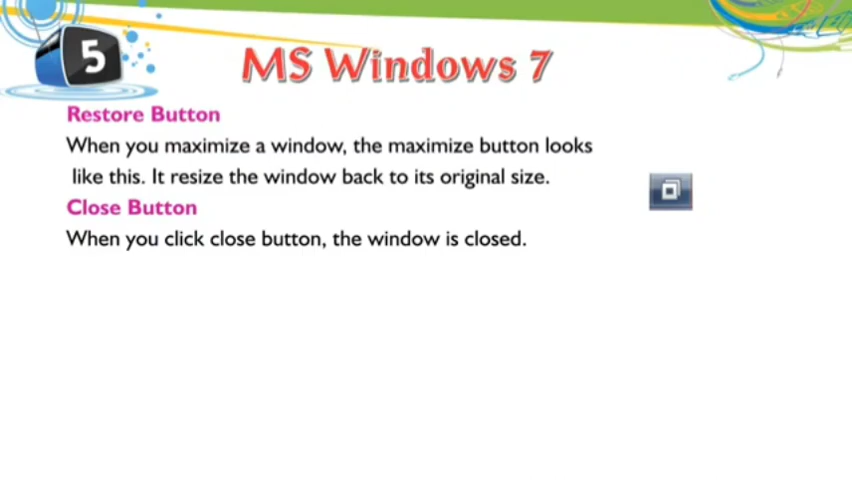 5
MS Windows 7
Restore Button
When you maximize a window, the maximize button looks
like this. It resize the window back to its original size.
Close Button
When you click close button, the window is closed.